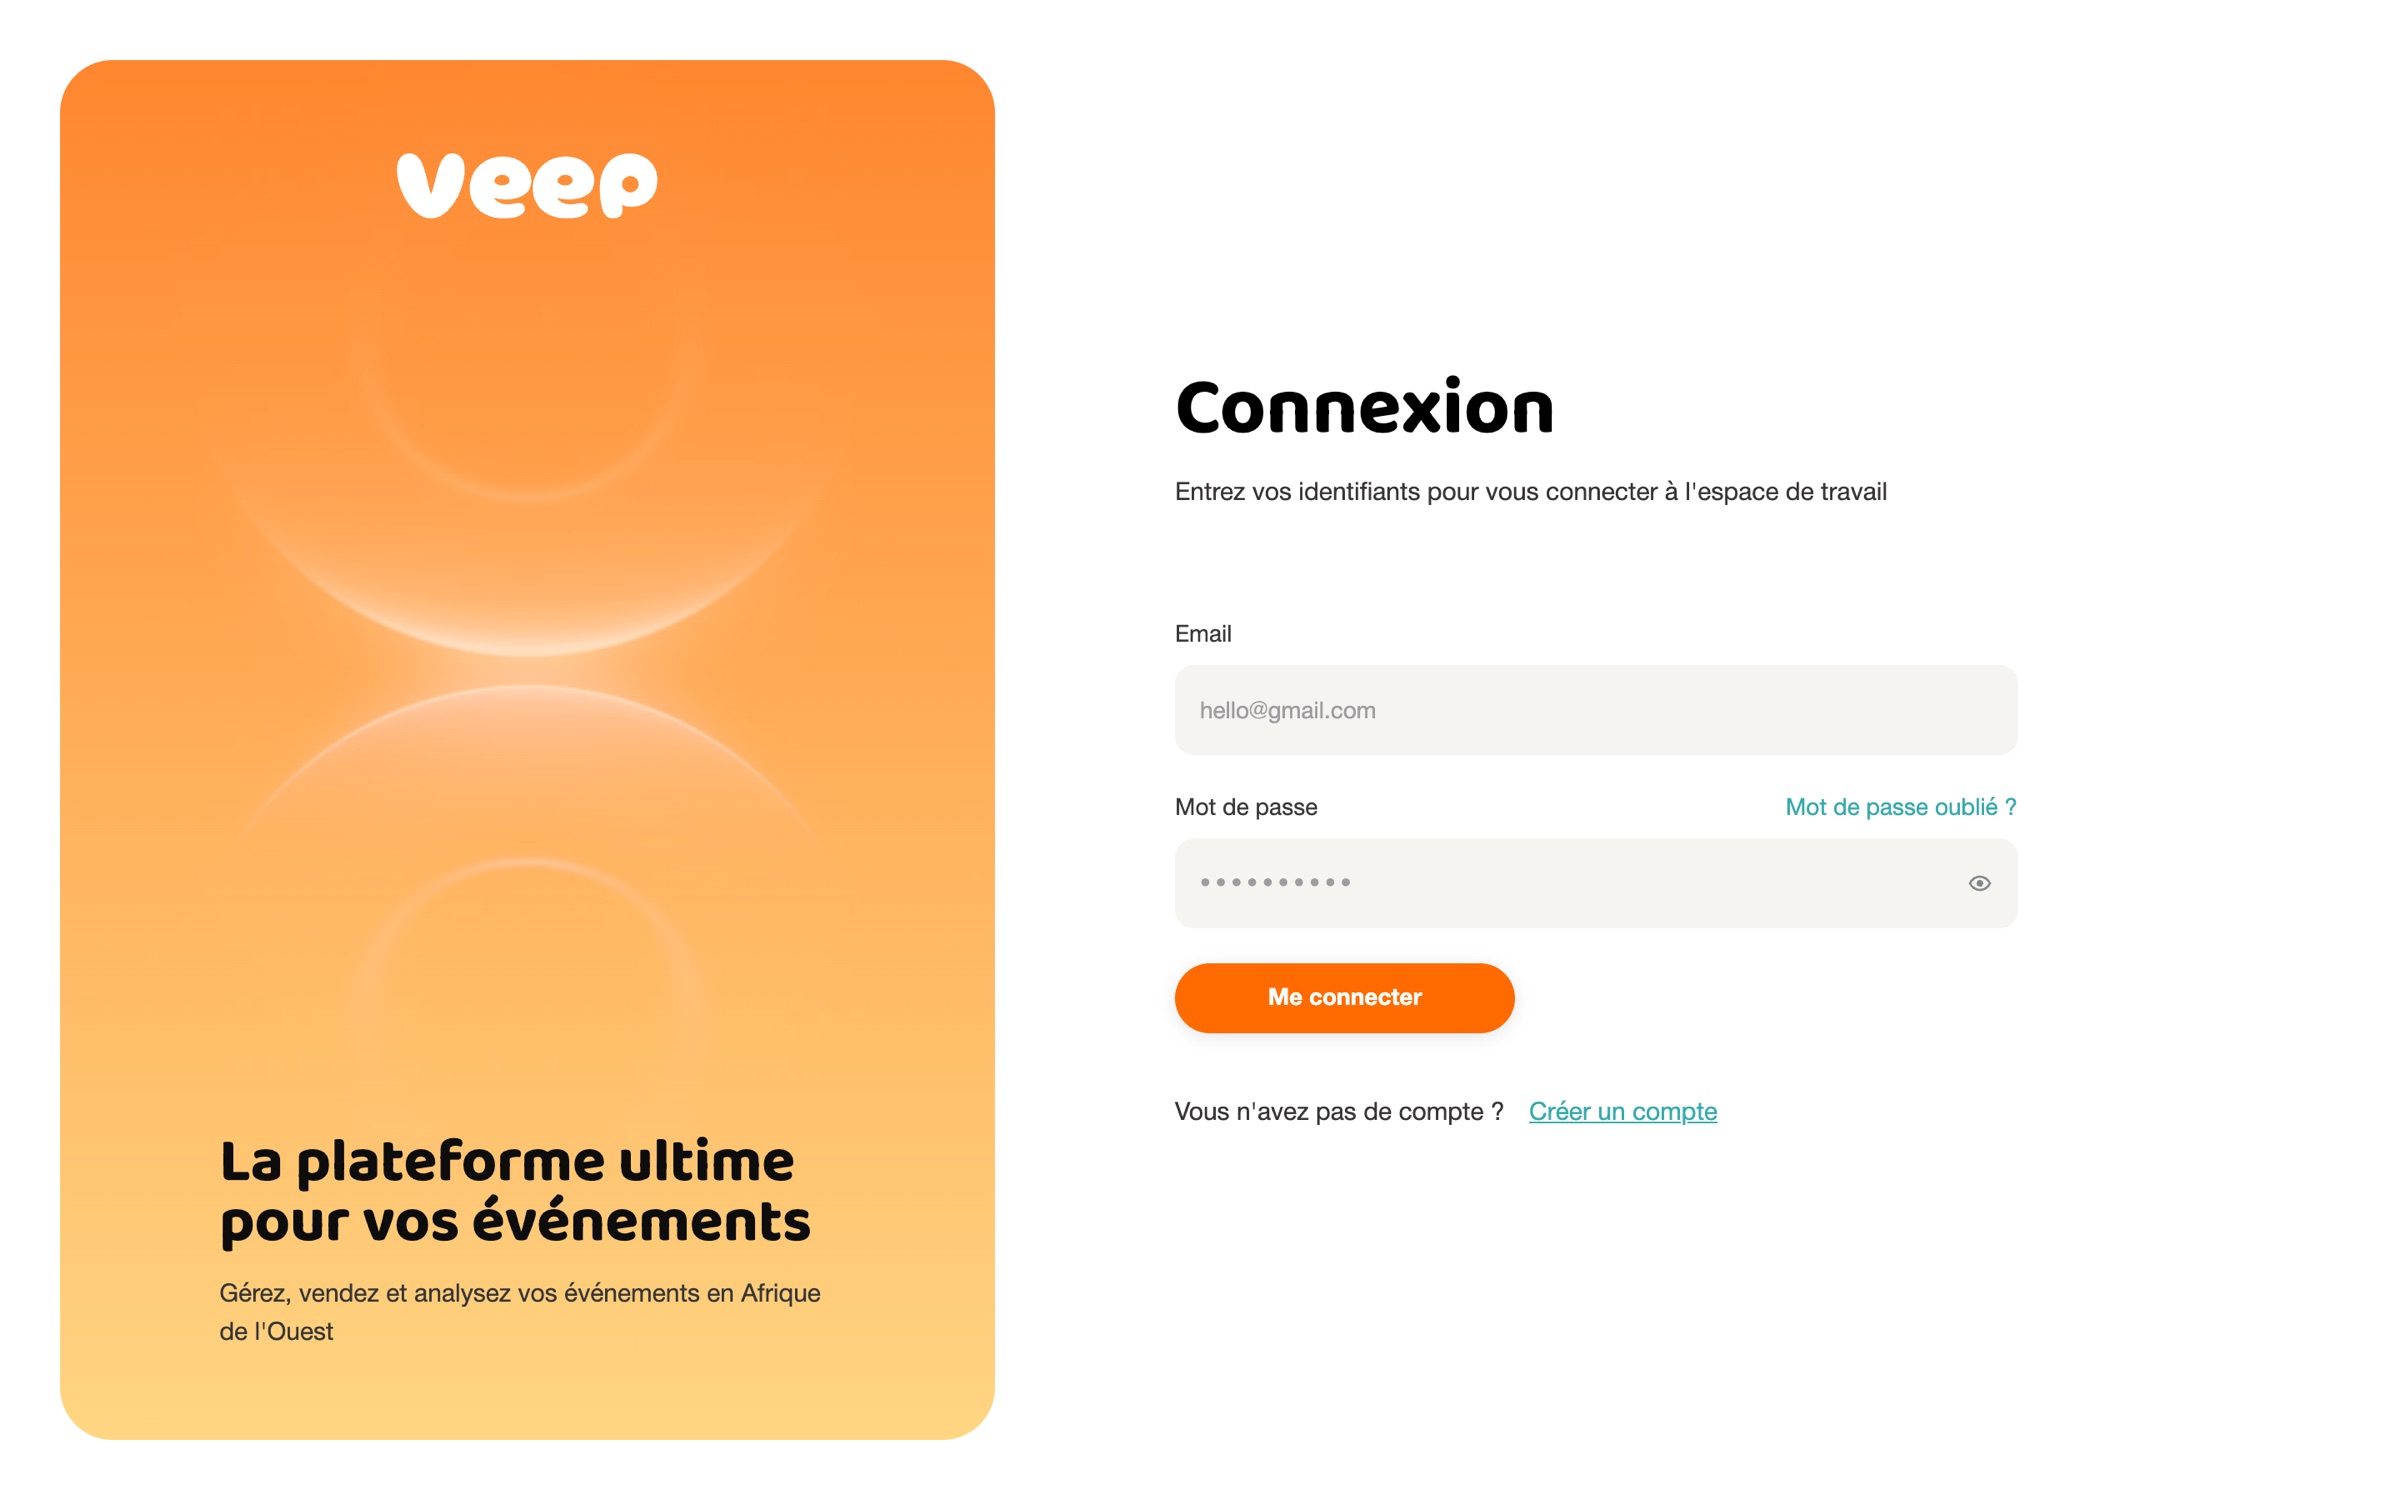 veep
La plateforme ultime
pour vos événements
Gérez, vendez et analysez vos événements en Afrique
de l'Ouest
Connexion
Entrez vos identifiants pour vous connecter à l'espace de travail
Email
hello@gmail.com
Mot de passe
Mot de passe oublié ?
••••••••••
Me connecter
Vous n'avez pas de compte ? Créer un compte